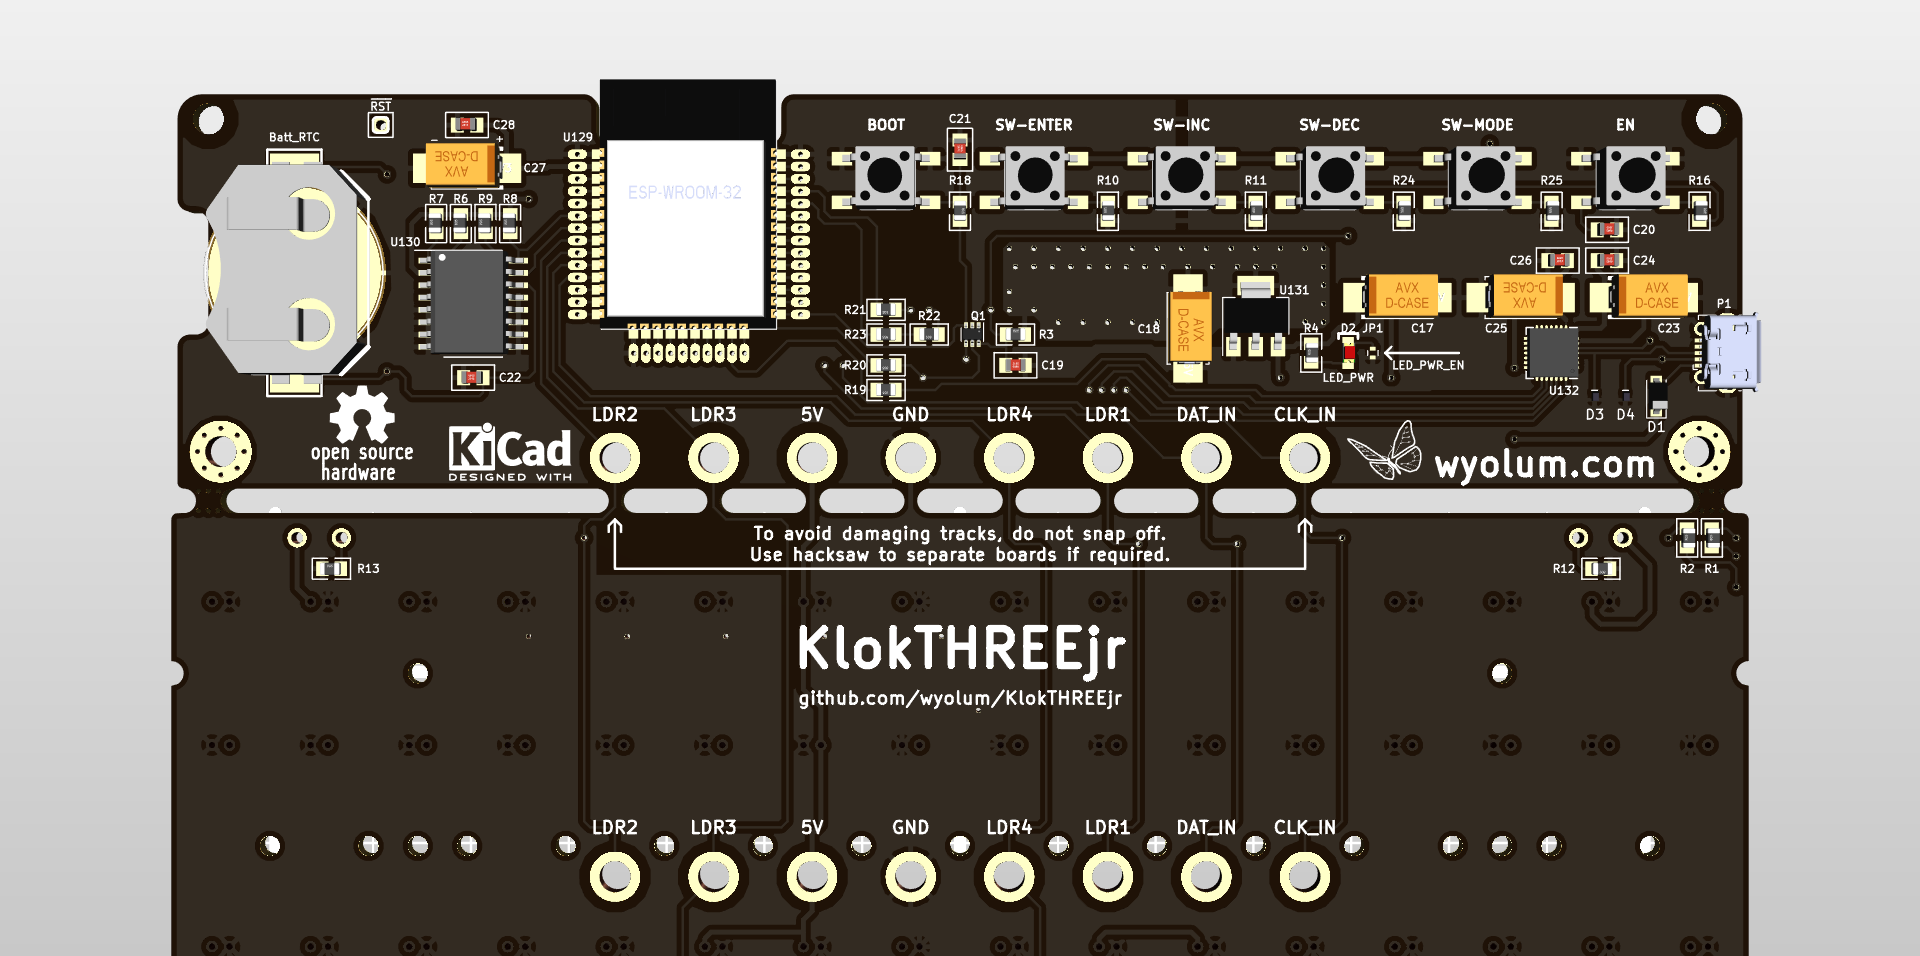 RST
C28
Batt_RTC
U129
C27
AVX
D-CASE
R7 R6 R9 R8
U130
C22
ESP-WROOM-32
BOOT
C21
SW-ENTER
SW-INC
SW-DEC
SW-MODE
EN
R18
R10
R11
R24
R25
R16
C20
C26
C24
R21
R22
Q1
R23
R3
R20
C19
R19
C18
AVX
D-CASE
U131
R4
D2
JP1
AVX
D-CASE
C17
AVX
D-CASE
C25
AVX
D-CASE
C23
P1
LED_PWR
LED_PWR_EN
U132
D3
D4
D1
open source
hardware
KiCad
DESIGNED WITH
LDR2 LDR3 5V GND LDR4 LDR1 DAT_IN CLK_IN
wyolum.com
To avoid damaging tracks, do not snap off.
Use hacksaw to separate boards if required.
R13
R12
R2 R1
KlokTHREEjr
github.com/wyolum/KlokTHREEjr
LDR2 LDR3 5V GND LDR4 LDR1 DAT_IN CLK_IN